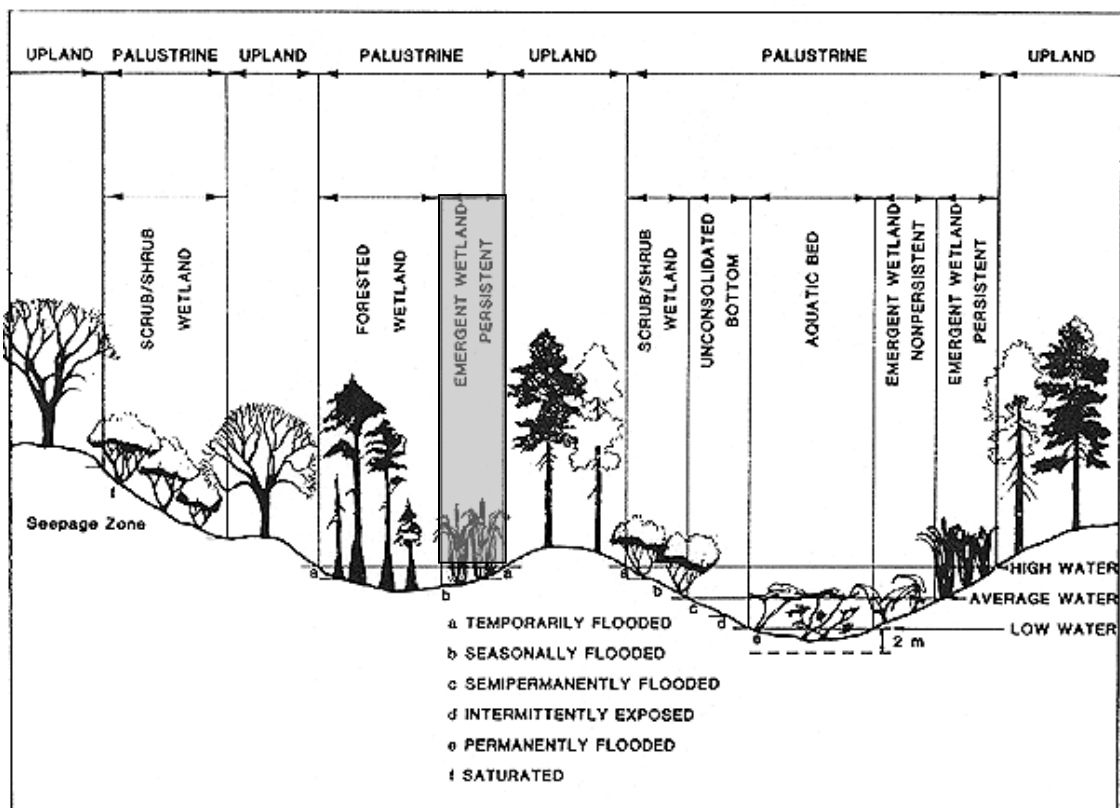 UPLAND PALUSTRINE UPLAND PALUSTRINE UPLAND PALUSTRINE UPLAND
SCRUB/SHRUB
WETLAND
FORESTED
WETLAND
EMERGENT WETLAND
PERSISTENT
SCRUB/SHRUB
WETLAND
UNCONSOLIDATED
BOTTOM
AQUATIC BED
EMERGENT WETLAND
NONPERSISTENT
EMERGENT WETLAND
PERSISTENT
f
Seepage Zone
a
b
a
a
b
c
d
e
HIGH WATER
AVERAGE WATER
LOW WATER
2 m
a TEMPORARILY FLOODED
b SEASONALLY FLOODED
c SEMIPERMANENTLY FLOODED
d INTERMITTENTLY EXPOSED
e PERMANENTLY FLOODED
f SATURATED